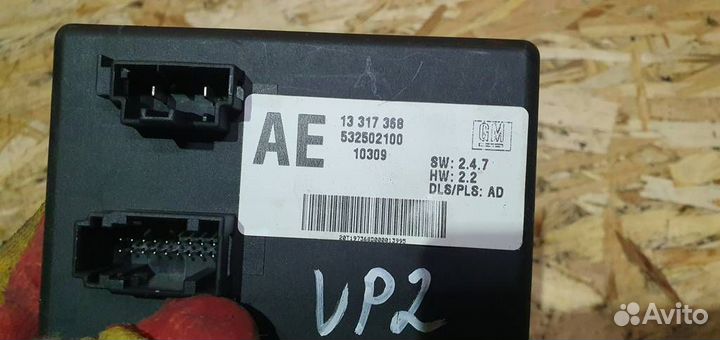 AE
13 317 368
532502100
10309
GM
SW: 2.4.7
HW: 2.2
DLS/PLS: AD
VP2
Avito